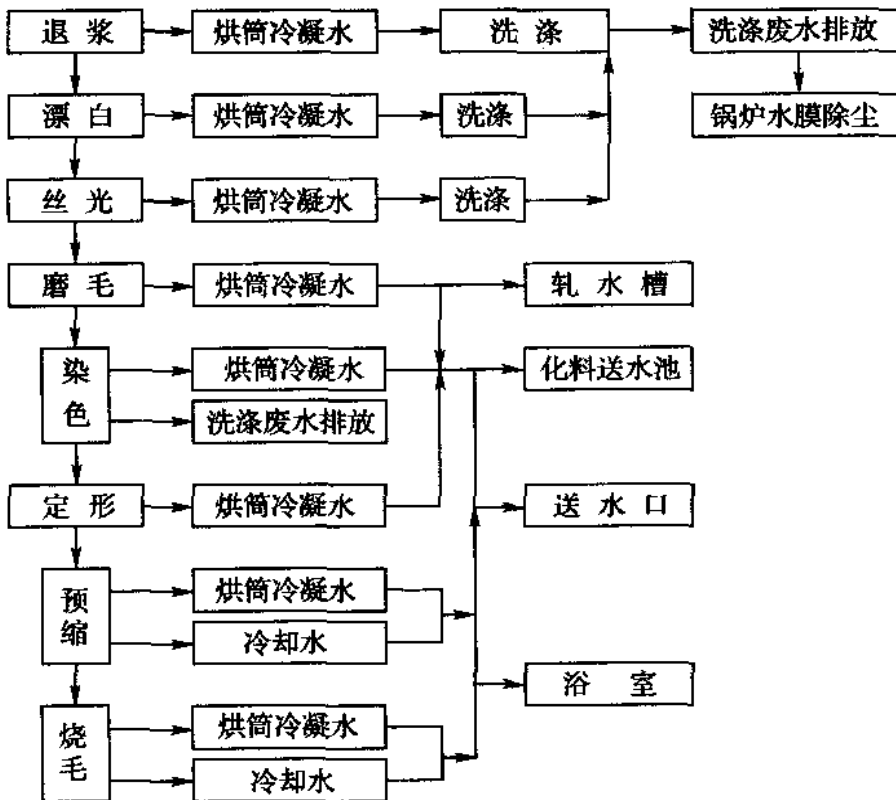 退浆
烘筒冷凝水
洗涤
洗涤废水排放
漂白
烘筒冷凝水
洗涤
锅炉水膜除尘
丝光
烘筒冷凝水
洗涤
磨毛
烘筒冷凝水
轧水槽
染色
烘筒冷凝水
化料送水池
洗涤废水排放
定形
烘筒冷凝水
送水口
预缩
烘筒冷凝水
冷却水
浴室
烧毛
烘筒冷凝水
冷却水